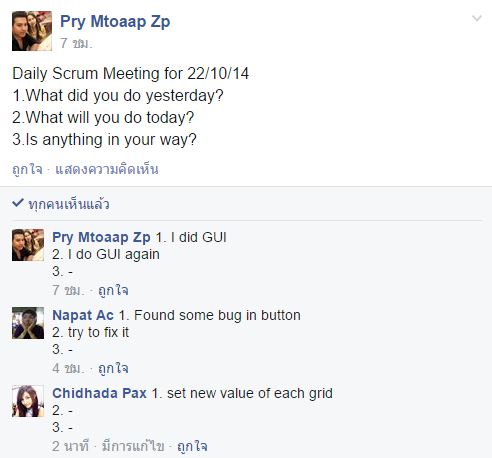 Pry Mtoaap Zp
7 ชม.
Daily Scrum Meeting for 22/10/14
1.What did you do yesterday?
2.What will you do today?
3.Is anything in your way?
ถูกใจ · แสดงความคิดเห็น
ทุกคนเห็นแล้ว
Pry Mtoaap Zp 1. I did GUI
2. I do GUI again
3. -
7 ชม. · ถูกใจ
Napat Ac 1. Found some bug in button
2. try to fix it
3. -
4 ชม. · ถูกใจ
Chidhada Pax 1. set new value of each grid
2. -
3. -
2 นาที · มีการแก้ไข · ถูกใจ